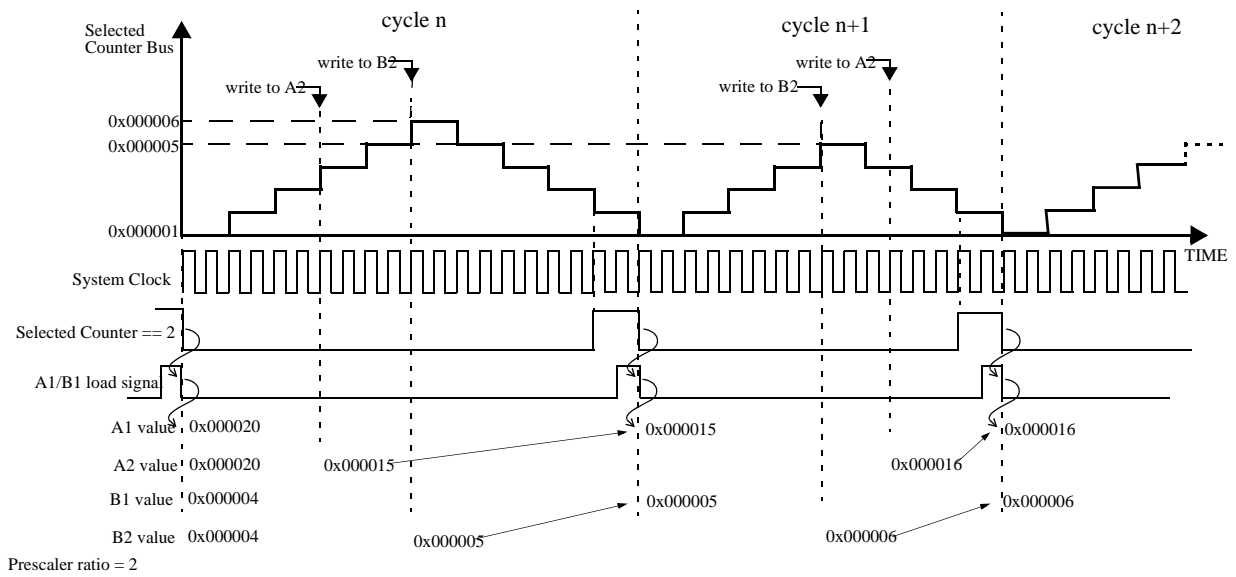 cycle n
cycle n+1
cycle n+2
Selected
Counter Bus
write to B2
write to A2
write to A2
write to B2
0x000006
0x000005
0x000001
TIME
System Clock
Selected Counter == 2
A1/B1 load signal
A1 value 0x000020 0x000015 0x000016
A2 value 0x000020 0x000015 0x000016
B1 value 0x000004 0x000005 0x000006
B2 value 0x000004 0x000005 0x000006
Prescaler ratio = 2